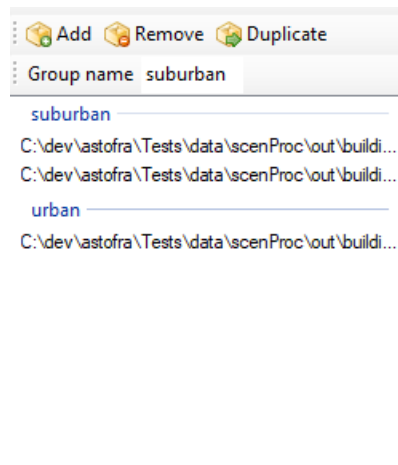 Add Remove Duplicate
Group name suburban
suburban
C:\dev\astofra\Tests\data\scenProc\out\buildi...
C:\dev\astofra\Tests\data\scenProc\out\buildi...
urban
C:\dev\astofra\Tests\data\scenProc\out\buildi...